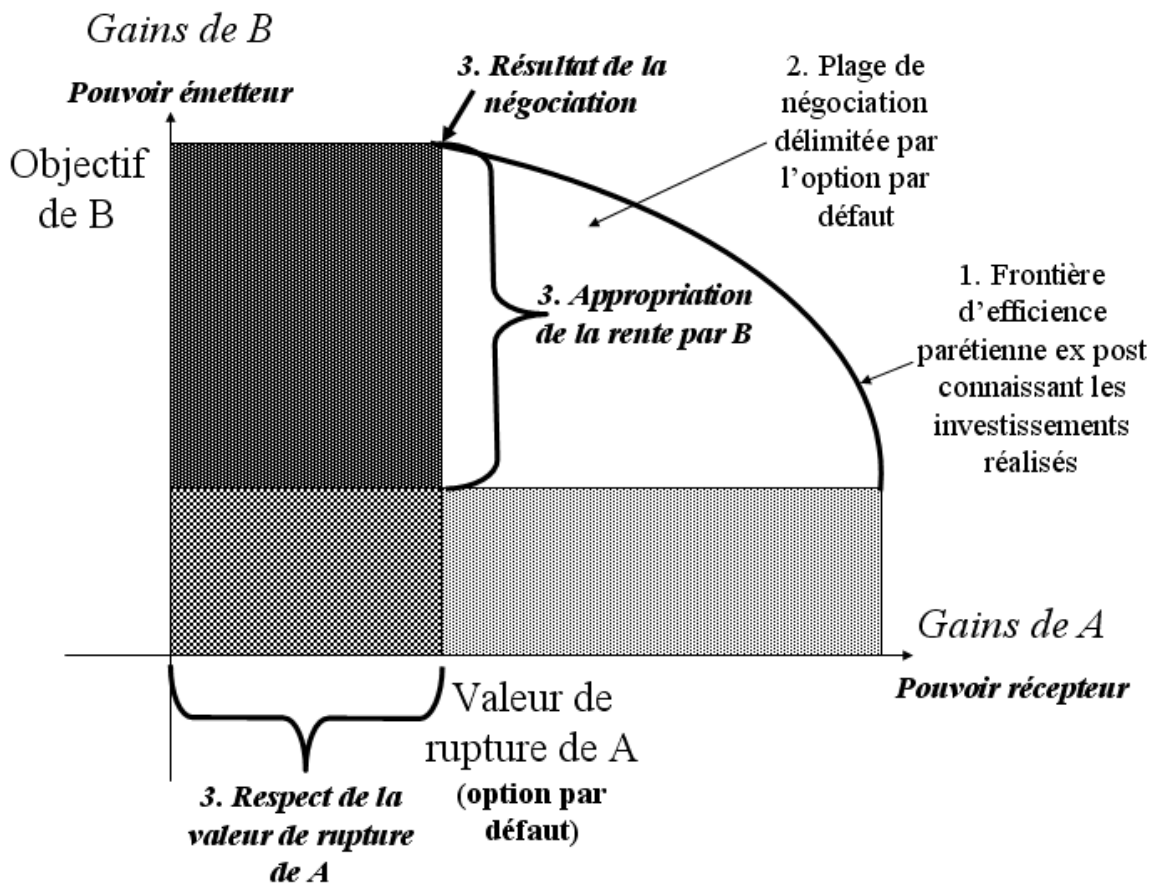 Gains de B
Pouvoir émetteur
Objectif
de B
3. Résultat de la
négociation
2. Plage de
négociation
délimitée par
l’option par
défaut
3. Appropriation
de la rente par B
1. Frontière
d’efficience
parétienne ex post
connaissant les
investissements
réalisés
Gains de A
Pouvoir récepteur
Valeur de
rupture de A
(option par
défaut)
3. Respect de la
valeur de rupture
de A